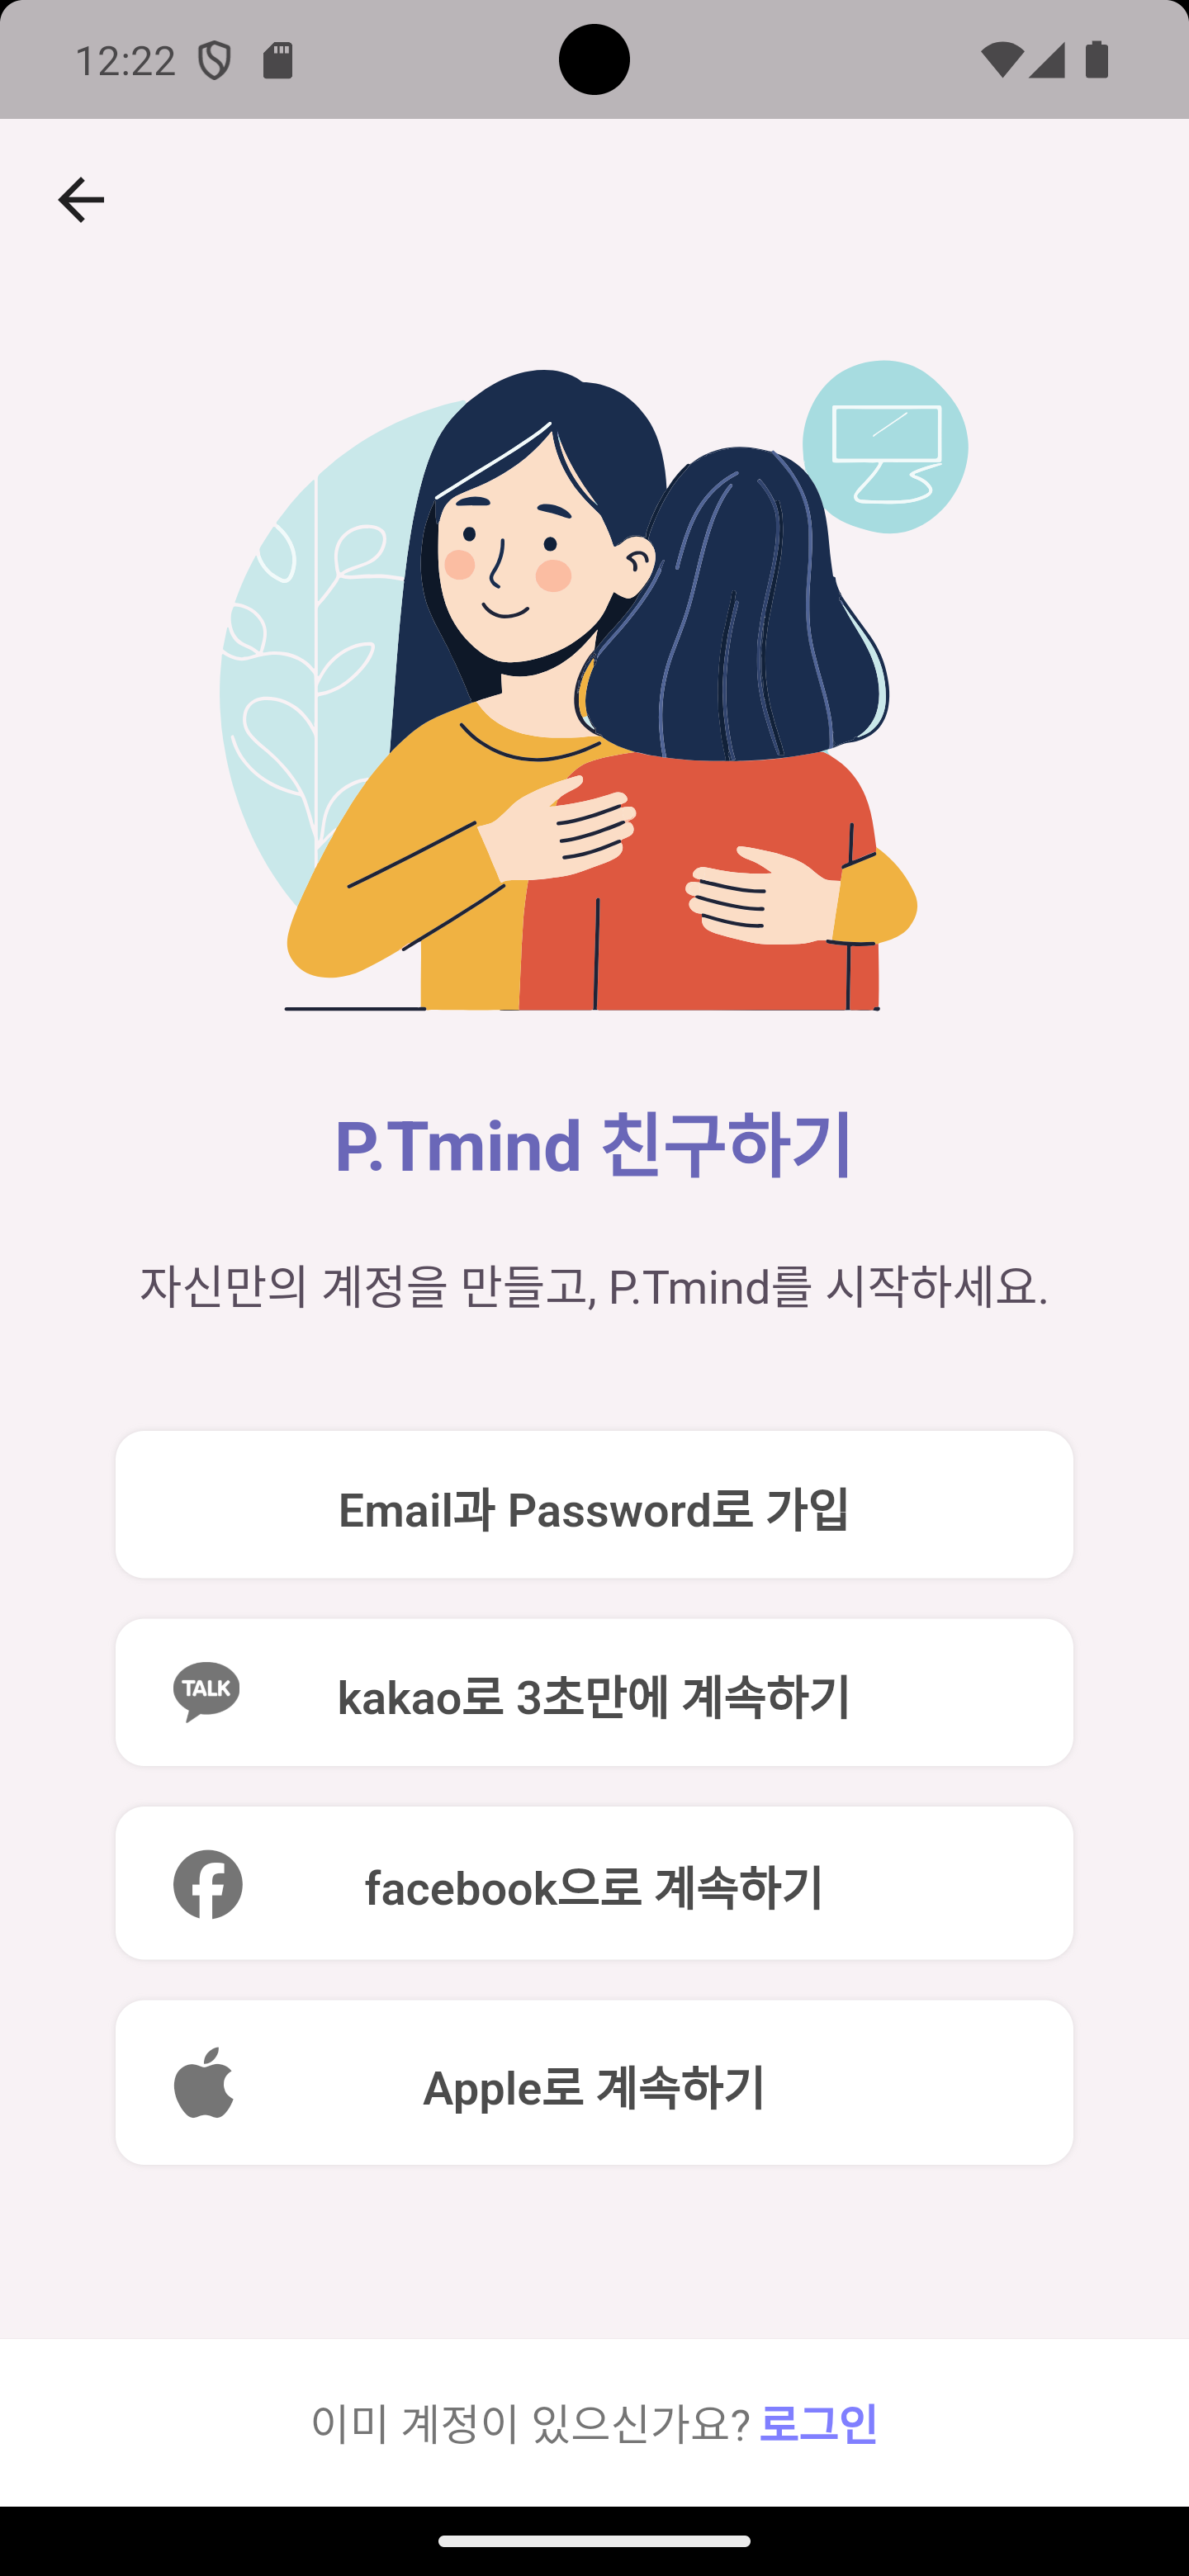 12:22
P.Tmind 친구하기
자신만의 계정을 만들고, P.Tmind를 시작하세요.
Email과 Password로 가입
TALK
kakao로 3초만에 계속하기
facebook으로 계속하기
Apple로 계속하기
이미 계정이 있으신가요? 로그인